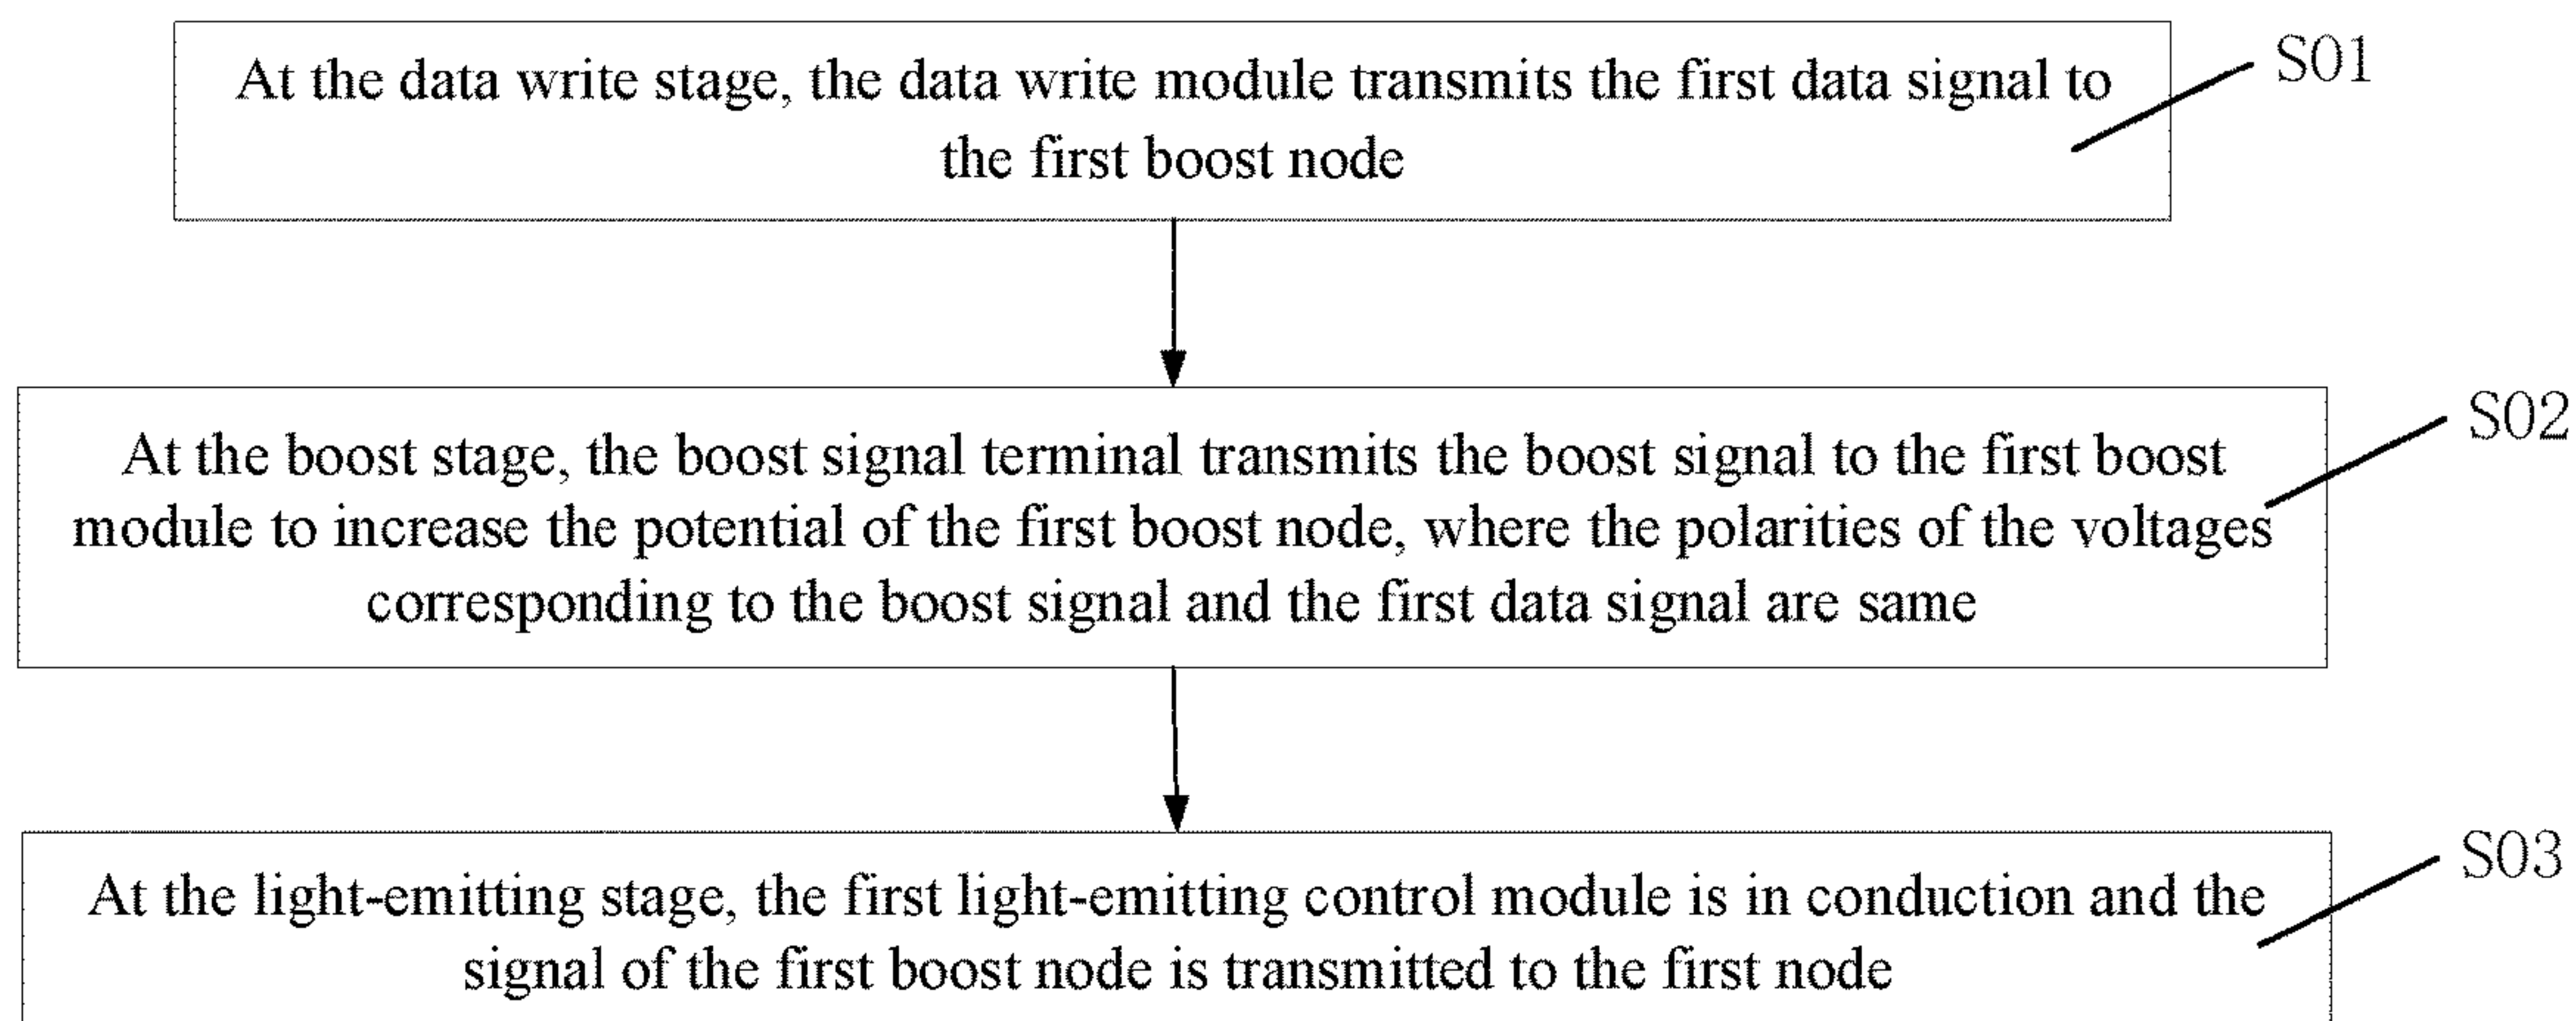 At the data write stage, the data write module transmits the first data signal to
the first boost node
S01
At the boost stage, the boost signal terminal transmits the boost signal to the first boost
module to increase the potential of the first boost node, where the polarities of the voltages
corresponding to the boost signal and the first data signal are same
S02
At the light-emitting stage, the first light-emitting control module is in conduction and the
signal of the first boost node is transmitted to the first node
S03